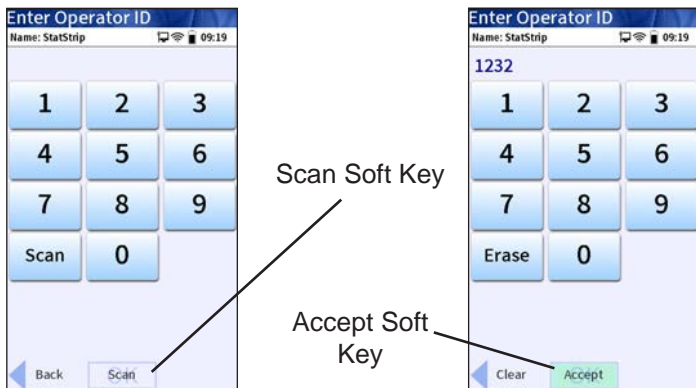 Enter Operator ID
Name: StatStrip 09:19
1 2 3
4 5 6
7 8 9
Scan 0
Back Scan
Scan Soft Key
Accept Soft
Key
Enter Operator ID
Name: StatStrip 09:19
1232
1 2 3
4 5 6
7 8 9
Erase 0
Clear Accept